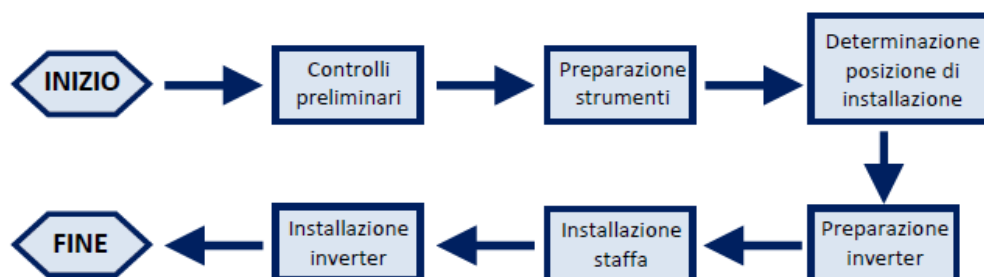 INIZIO
Controlli
preliminari
Preparazione
strumenti
Determinazione
posizione di
installazione
Preparazione
inverter
Installazione
staffa
Installazione
inverter
FINE